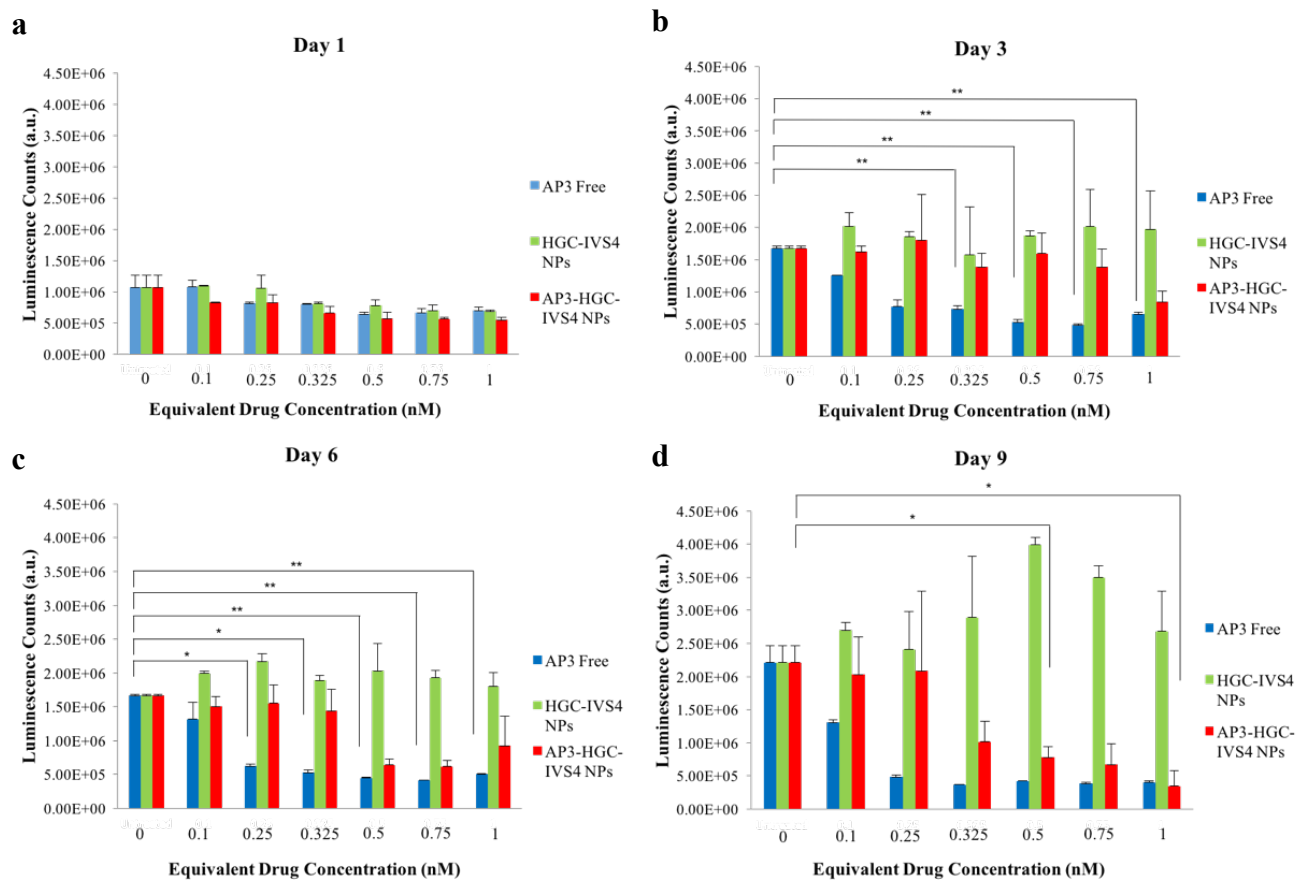 a
Day 1
4.50E+06
4.00E+06
3.50E+06
3.00E+06
2.50E+06
2.00E+06
1.50E+06
1.00E+06
5.00E+05
0.00E+00
Luminescence Counts (a.u.)
0 0.1 0.25 0.325 0.5 0.75 1
Equivalent Drug Concentration (nM)
AP3 Free
HGC-IVS4
NPs
AP3-HGC-
IVS4 NPs
b
Day 3
4.50E+06
4.00E+06
3.50E+06
3.00E+06
2.50E+06
2.00E+06
1.50E+06
1.00E+06
5.00E+05
0.00E+00
Luminescence Counts (a.u.)
**
**
**
**
0 0.1 0.25 0.325 0.5 0.75 1
Equivalent Drug Concentration (nM)
AP3 Free
HGC-IVS4
NPs
AP3-HGC-
IVS4 NPs
c
Day 6
4.50E+06
4.00E+06
3.50E+06
3.00E+06
2.50E+06
2.00E+06
1.50E+06
1.00E+06
5.00E+05
0.00E+00
Luminescence Counts (a.u.)
**
**
**
*
*
0 0.1 0.25 0.325 0.5 0.75 1
Equivalent Drug Concentration (nM)
AP3 Free
HGC-IVS4
NPs
AP3-HGC-
IVS4 NPs
d
Day 9
4.50E+06
4.00E+06
3.50E+06
3.00E+06
2.50E+06
2.00E+06
1.50E+06
1.00E+06
5.00E+05
0.00E+00
Luminescence Counts (a.u.)
*
*
0 0.1 0.25 0.325 0.5 0.75 1
Equivalent Drug Concentration (nM)
AP3 Free
HGC-IVS4
NPs
AP3-HGC-
IVS4 NPs